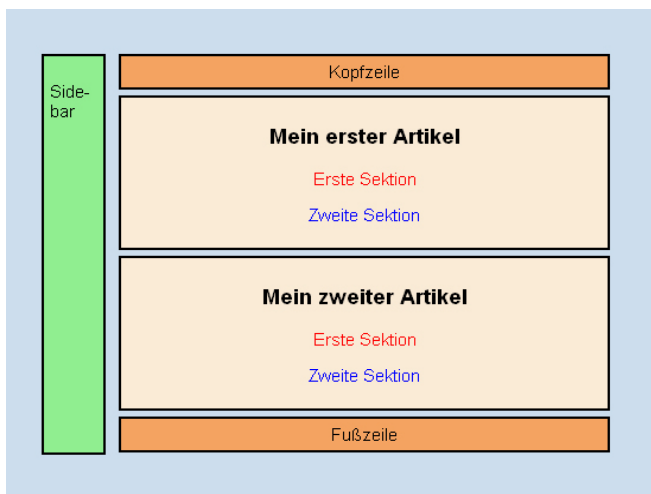 Side-
bar
Kopfzeile
Mein erster Artikel
Erste Sektion
Zweite Sektion
Mein zweiter Artikel
Erste Sektion
Zweite Sektion
Fußzeile